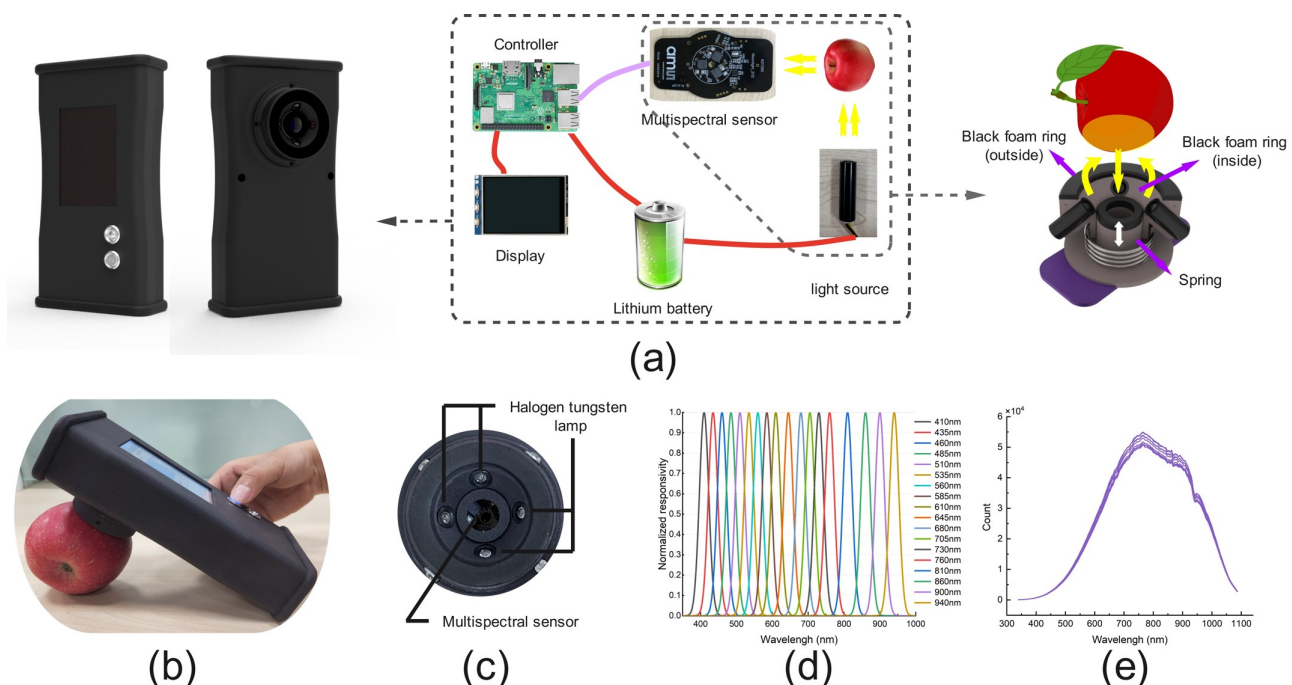 Controller
Multispectral sensor
Display
Lithium battery
light source
Black foam ring
(outside)
Black foam ring
(inside)
Spring
(a)
Halogen tungsten
lamp
Multispectral sensor
Normalized responsivity
1.0
0.9
0.8
0.7
0.6
0.5
0.4
0.3
0.2
0.1
0.0
400 500 600 700 800 900 1000
Wavelengh (nm)
410nm
435nm
460nm
485nm
510nm
535nm
560nm
585nm
610nm
645nm
680nm
705nm
730nm
760nm
810nm
860nm
900nm
940nm
×10⁴
Count
6
5
4
3
2
1
0
300 400 500 600 700 800 900 1000 1100
Wavelengh (nm)
(b)
(c)
(d)
(e)